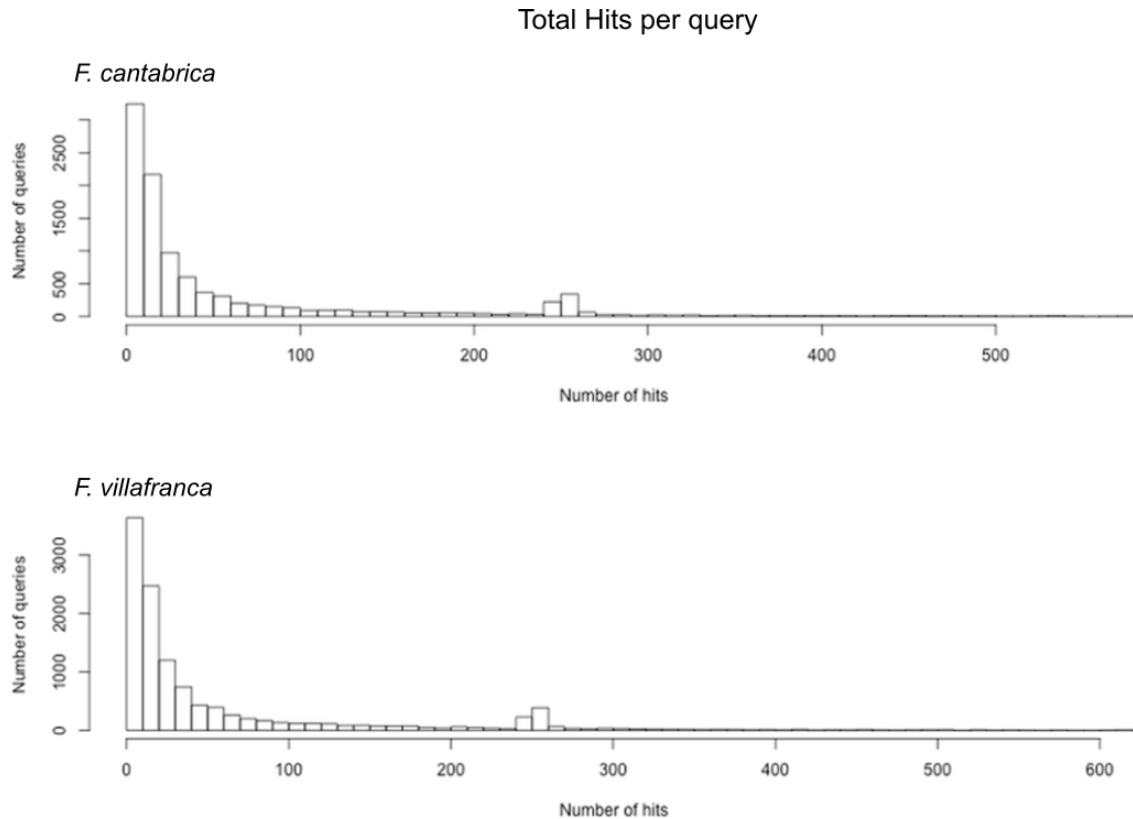 Total Hits per query
F. cantabrica
Number of queries
2500
1500
500
0
0 100 200 300 400 500
Number of hits
F. villafranca
Number of queries
3000
2000
1000
0
0 100 200 300 400 500 600
Number of hits